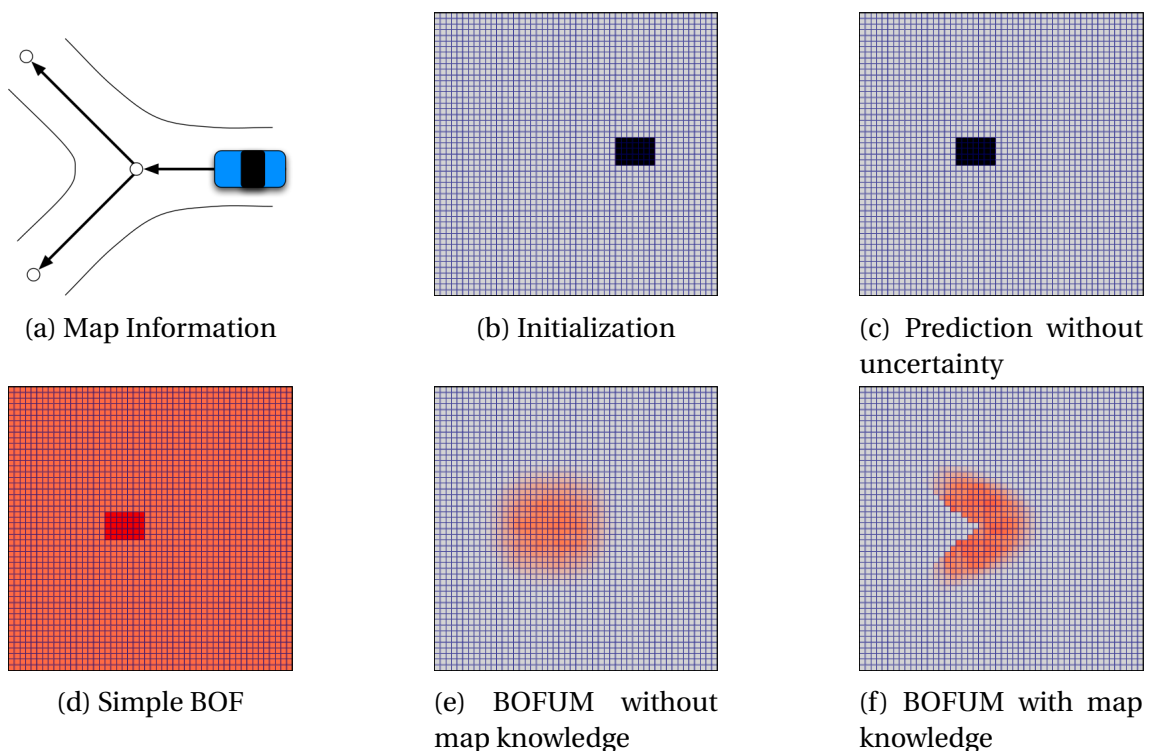 (a) Map Information
(b) Initialization
(c) Prediction without
uncertainty
(d) Simple BOF
(e) BOFUM without
map knowledge
(f) BOFUM with map
knowledge